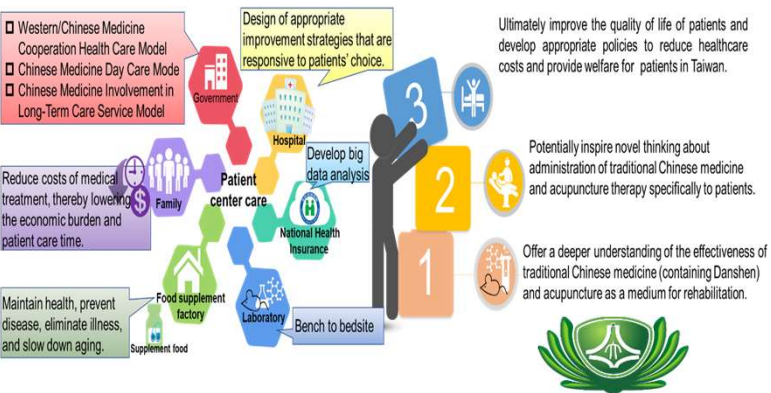 Western/Chinese Medicine
Cooperation Health Care Model
Chinese Medicine Day Care Mode
Chinese Medicine Involvement in
Long-Term Care Service Model
Government
Design of appropriate
improvement strategies that are
responsive to patients' choice.
Hospital
Develop big
data analysis
Reduce costs of medical
treatment, thereby lowering
the economic burden and
patient care time.
$
Family
Patient
center care
National Health
Insurance
Maintain health, prevent
disease, eliminate illness,
and slow down aging.
Food supplement
factory
Supplement food
Laboratory
Bench to bedsite
3
Ultimately improve the quality of life of patients and
develop appropriate policies to reduce healthcare
costs and provide welfare for patients in Taiwan.
2
Potentially inspire novel thinking about
administration of traditional Chinese medicine
and acupuncture therapy specifically to patients.
1
Offer a deeper understanding of the effectiveness of
traditional Chinese medicine (containing Danshen)
and acupuncture as a medium for rehabilitation.